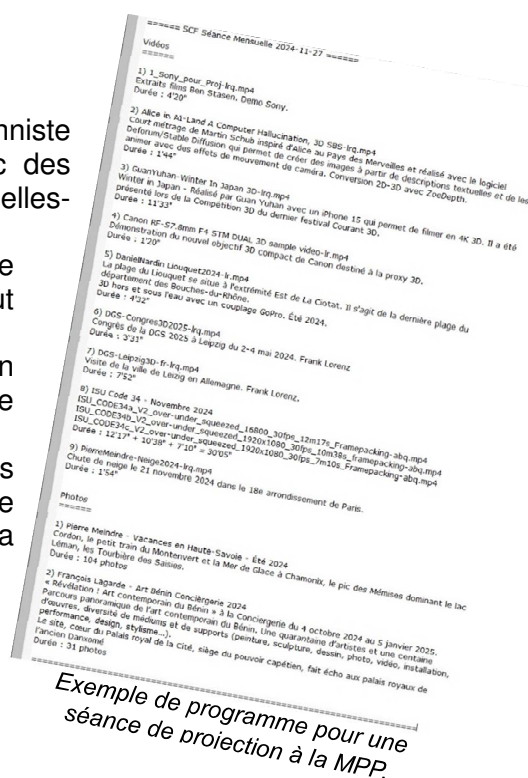 nniste
c des
elles-
e
ut
n
e
s
e
a
====== SCF Séance Mensuelle 2024-11-27 ======
Vidéos
======
1) 1_Sony_pour_Proj-lrq.mp4
Extraits films Ben Stasen. Demo Sony.
Durée : 4'20"
2) Alice in AI-Land A Computer Hallucination, 3D SBS-lrq.mp4
Court métrage de Martin Schub inspiré d'Alice au Pays des Merveilles et réalisé avec le logiciel
Deforum/Stable Diffusion qui permet de créer des images à partir de descriptions textuelles et de les
animer avec des effets de mouvement de caméra. Conversion 2D-3D avec ZoeDepth.
Durée : 1'44"
3) GuanYuhan-Winter In Japan 3D-lrq.mp4
Winter in Japan - Réalisé par Guan Yuhan avec un iPhone 15 qui permet de filmer en 4K 3D. Il a été
présenté lors de la Compétition 3D du dernier festival Courant 3D.
Durée : 11'33"
4) Canon RF-S7.8mm F4 STM DUAL 3D sample video-lr.mp4
Démonstration du nouvel objectif 3D compact de Canon destiné à la proxy 3D.
Durée : 1'20"
5) DanielNardin Liouquet2024-lr.mp4
La plage du Liouquet se situe à l'extrémité Est de La Ciotat. Il s'agit de la dernière plage du
département des Bouches-du-Rhône.
3D hors et sous l'eau avec un couplage GoPro. Été 2024.
Durée : 4'32"
6) DGS-Congres3D2025-lrq.mp4
Congrès de la DGS 2025 à Leipzig du 2-4 mai 2024. Frank Lorenz
Durée : 3'31"
7) DGS-Leipzig3D-fr-lrq.mp4
Visite de la ville de Leizig en Allemagne. Frank Lorenz.
Durée : 7'52"
8) ISU Code 34 - Novembre 2024
ISU_CODE34a_V2_over-under_squeezed_16800_30fps_12m17s_Framepacking-abq.mp4
ISU_CODE34b_V2_over-under_squeezed_1920x1080_30fps_10m38s_framepacking-abq.mp4
ISU_CODE34c_V2_over-under_squeezed_1920x1080_30fps_7m10s_Framepacking-abq.mp4
Durée : 12'17" + 10'38" + 7'10" = 30'05"
9) PierreMeindre-Neige2024-lrq.mp4
Chute de neige le 21 novembre 2024 dans le 18e arrondissement de Paris.
Durée : 1'54"
Photos
======
1) Pierre Meindre - Vacances en Haute-Savoie - Été 2024
Cordon, le petit train du Montenvert et la Mer de Glace à Chamonix, le pic des Mémises dominant le lac
Léman, les Tourbière des Saisies.
Durée : 104 photos
2) François Lagarde - Art Bénin Conciergerie 2024
« Révélation ! Art contemporain du Bénin » à la Conciergerie du 4 octobre 2024 au 5 janvier 2025.
Parcours panoramique de l'art contemporain du Bénin. Une quarantaine d'artistes et une centaine
d'œuvres, diversité de médiums et de supports (peinture, sculpture, dessin, photo, vidéo, installation,
performance, design, stylisme...).
Le site, cœur du Palais royal de la Cité, siège du pouvoir capétien, fait écho aux palais royaux de
l'ancien Danxomé
Durée : 31 photos
Exemple de programme pour une
séance de projection à la MPP.